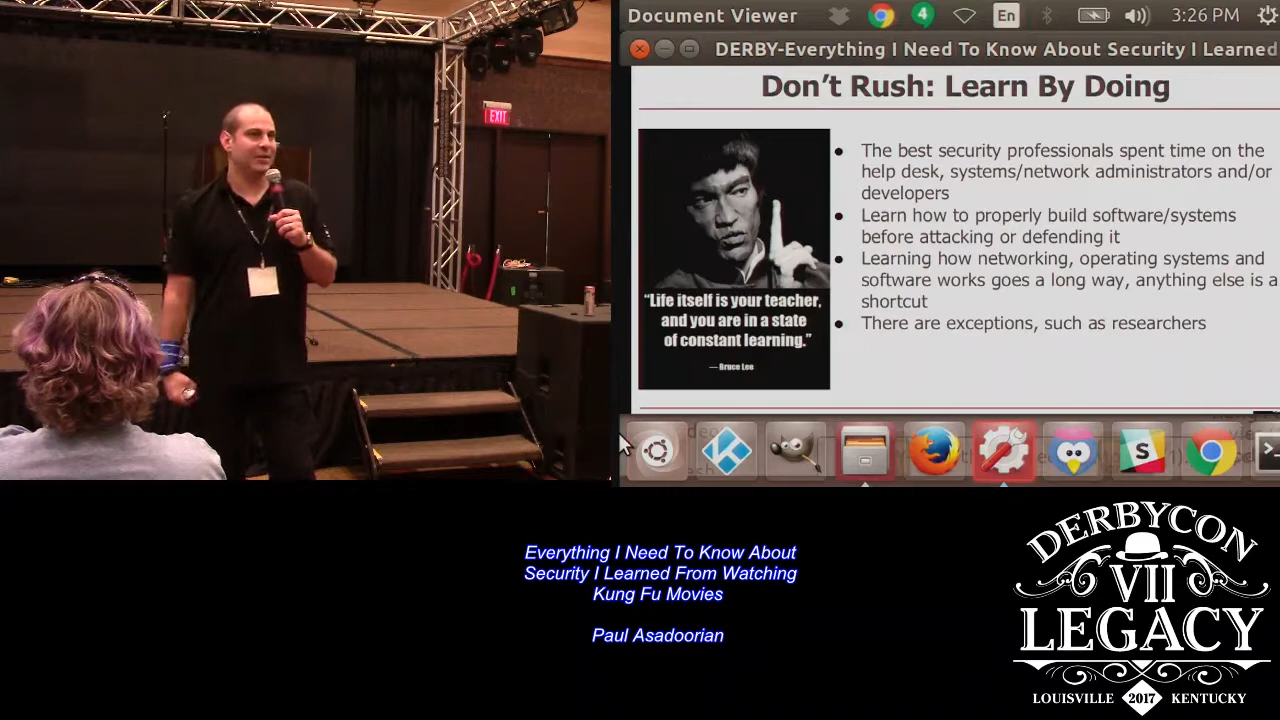 EXIT
Document Viewer
4
En
3:26 PM
DERBY-Everything I Need To Know About Security I Learned
Don't Rush: Learn By Doing
● The best security professionals spent time on the
help desk, systems/network administrators and/or
developers
● Learn how to properly build software/systems
before attacking or defending it
● Learning how networking, operating systems and
software works goes a long way, anything else is a
shortcut
● There are exceptions, such as researchers
“Life itself is your teacher,
and you are in a state
of constant learning.”
— Bruce Lee
S
>_
Everything I Need To Know About
Security I Learned From Watching
Kung Fu Movies
Paul Asadoorian
DERBYCON
VII
LEGACY
LOUISVILLE 2017 KENTUCKY